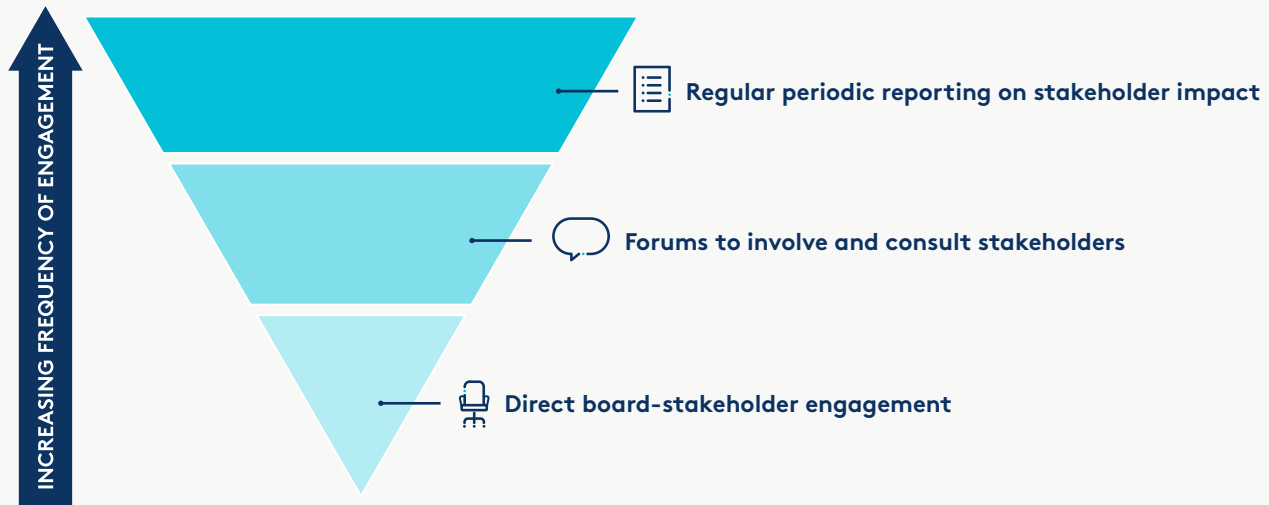 INCREASING FREQUENCY OF ENGAGEMENT
Regular periodic reporting on stakeholder impact
Forums to involve and consult stakeholders
Direct board-stakeholder engagement